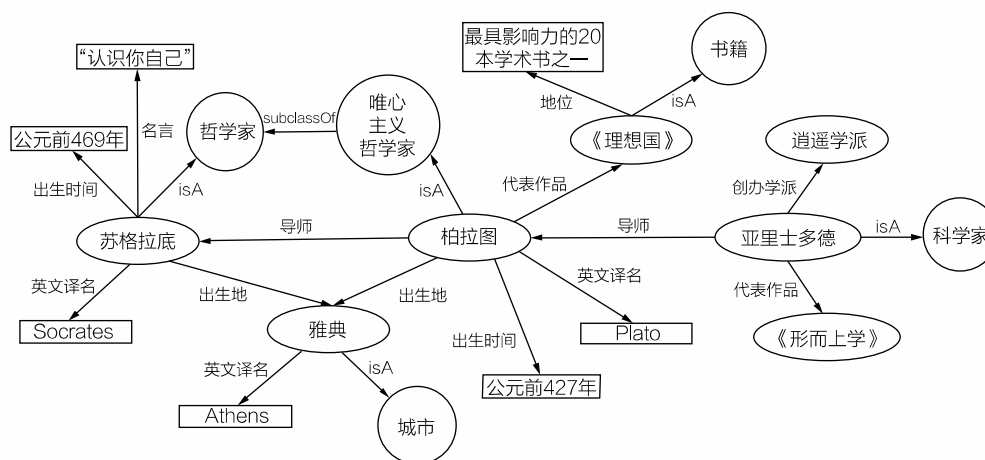 最具影响力的20
本学术书之一
书籍
“认识你自己”
地位
isA
唯心
主义
哲学家
subclassOf
哲学家
名言
公元前469年
《理想国》
逍遥学派
出生时间
isA
isA
代表作品
创办学派
苏格拉底
导师
柏拉图
导师
亚里士多德
isA
科学家
英文译名
出生地
出生地
英文译名
代表作品
Socrates
雅典
出生时间
Plato
《形而上学》
英文译名
isA
公元前427年
Athens
城市